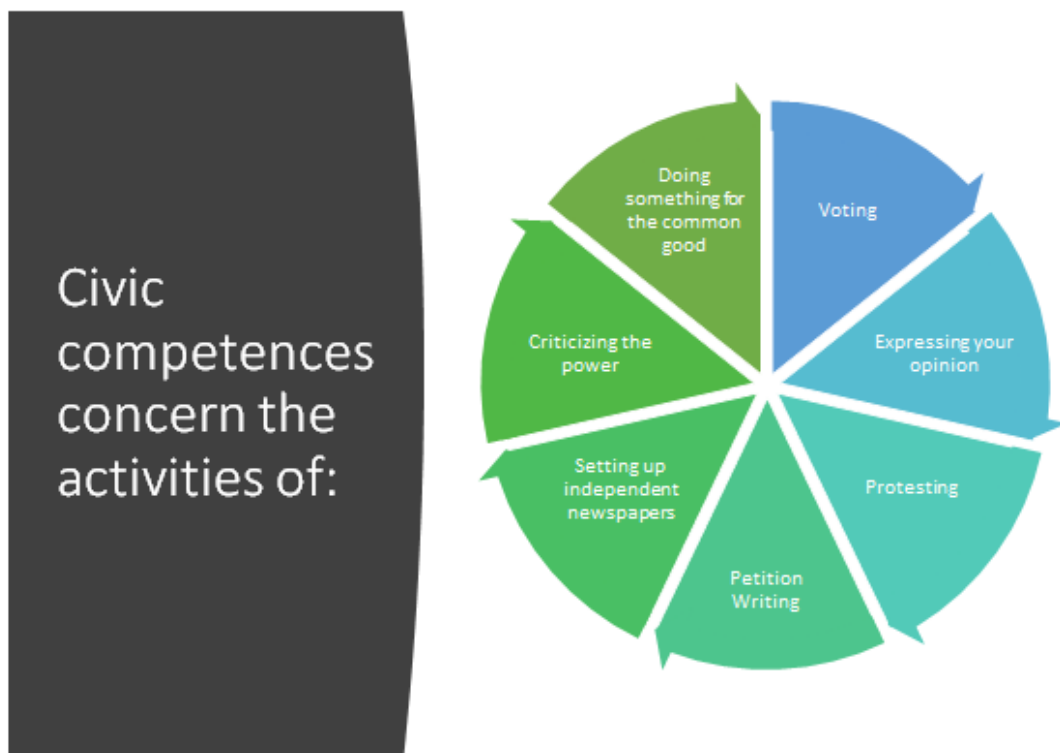 Civic
competences
concern the
activities of:
Voting
Expressing your
opinion
Protesting
Petition
Writing
Setting up
independent
newspapers
Criticizing the
power
Doing
something for
the common
good